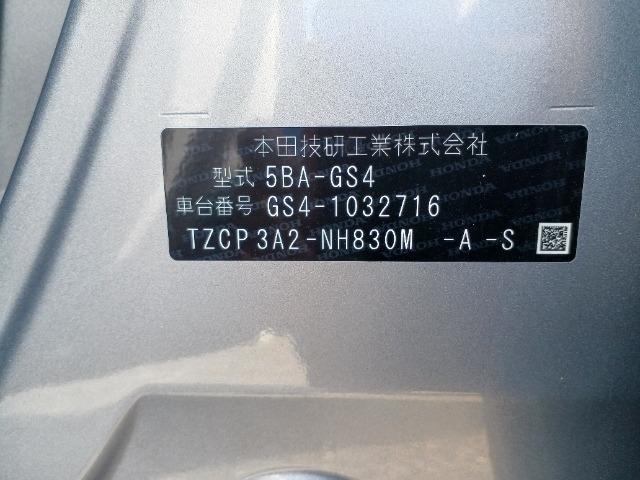 本田技研工業株式会社
型式 5BA-GS4
車台番号 GS4-1032716
TZCP3A2-NH830M -A-S